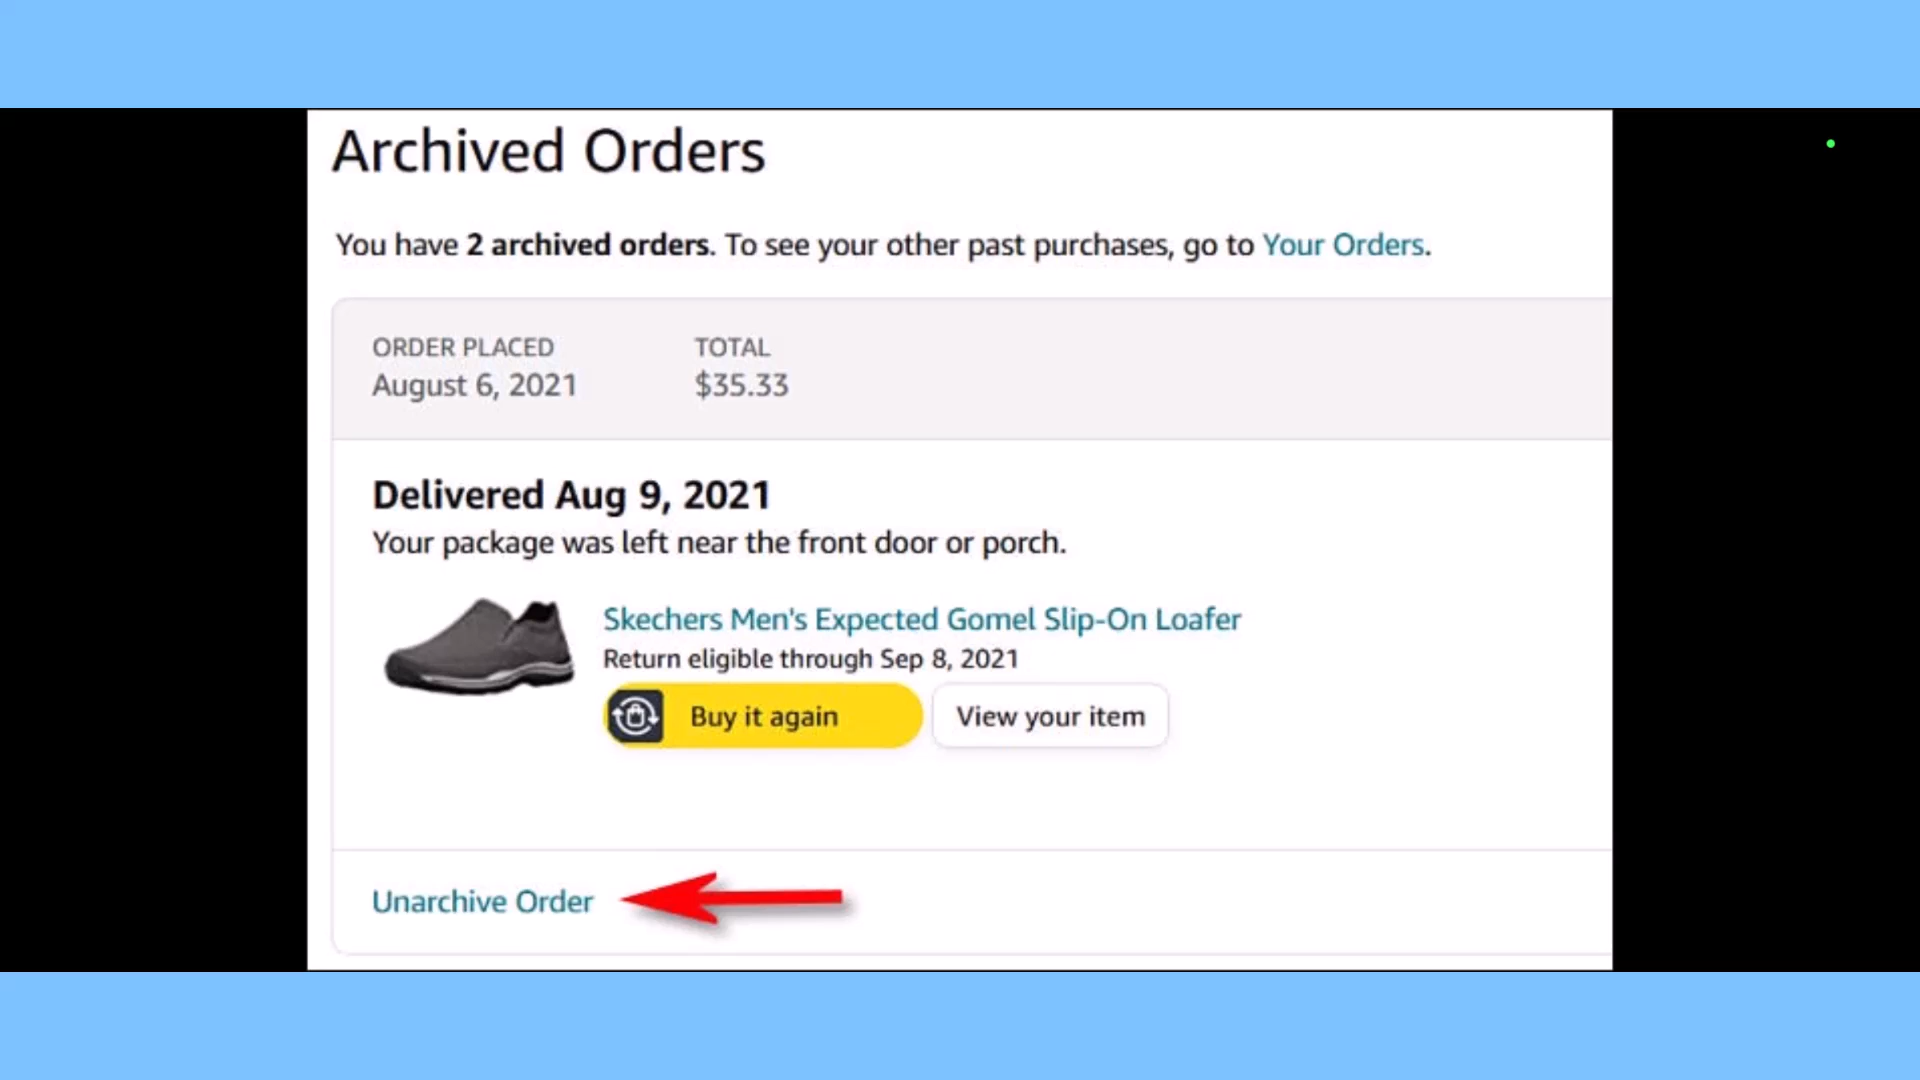 Archived Orders
You have 2 archived orders. To see your other past purchases, go to Your Orders.
ORDER PLACED TOTAL
August 6, 2021 $35.33
Delivered Aug 9, 2021
Your package was left near the front door or porch.
Skechers Men's Expected Gomel Slip-On Loafer
Return eligible through Sep 8, 2021
Buy it again View your item
Unarchive Order